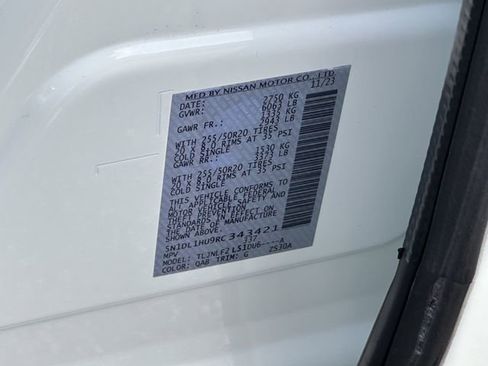 MFD BY NISSAN MOTOR CO., LTD.
DATE: 11/23
GVWR: 2750 KG
6063 LB
GAWR FR.: 1335 KG
2943 LB
WITH 255/50R20 TIRES
20 X 8.0 RIMS AT 35 PSI
COLD SINGLE
GAWR RR.: 1530 KG
3373 LB
WITH 255/50R20 TIRES
20 X 8.0 RIMS AT 35 PSI
COLD SINGLE
THIS VEHICLE CONFORMS TO
ALL APPLICABLE FEDERAL
MOTOR VEHICLE SAFETY AND
THEFT PREVENTION
STANDARDS IN EFFECT ON
THE DATE OF MANUFACTURE
SHOWN ABOVE.
5N1DL1HU9RC343421
MPV 337
MODEL: TLJNLF2 LSIDU6----A
COLOR: QAB TRIM: G 2530A